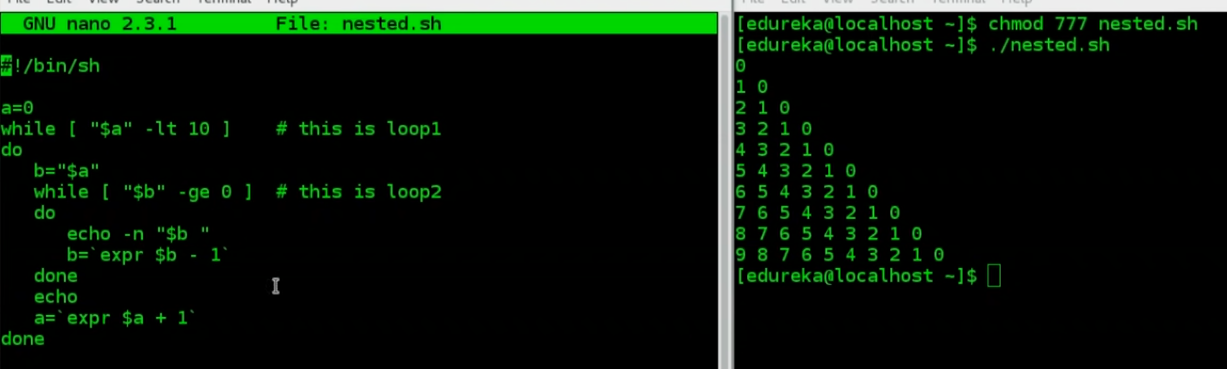 File Edit View Search Terminal Help
GNU nano 2.3.1 File: nested.sh
#!/bin/sh
a=0
while [ "$a" -lt 10 ] # this is loop1
do
b="$a"
while [ "$b" -ge 0 ] # this is loop2
do
echo -n "$b "
b=`expr $b - 1`
done
echo
a=`expr $a + 1`
done
File Edit View Search Terminal Help
[edureka@localhost ~]$ chmod 777 nested.sh
[edureka@localhost ~]$ ./nested.sh
0
1 0
2 1 0
3 2 1 0
4 3 2 1 0
5 4 3 2 1 0
6 5 4 3 2 1 0
7 6 5 4 3 2 1 0
8 7 6 5 4 3 2 1 0
9 8 7 6 5 4 3 2 1 0
[edureka@localhost ~]$